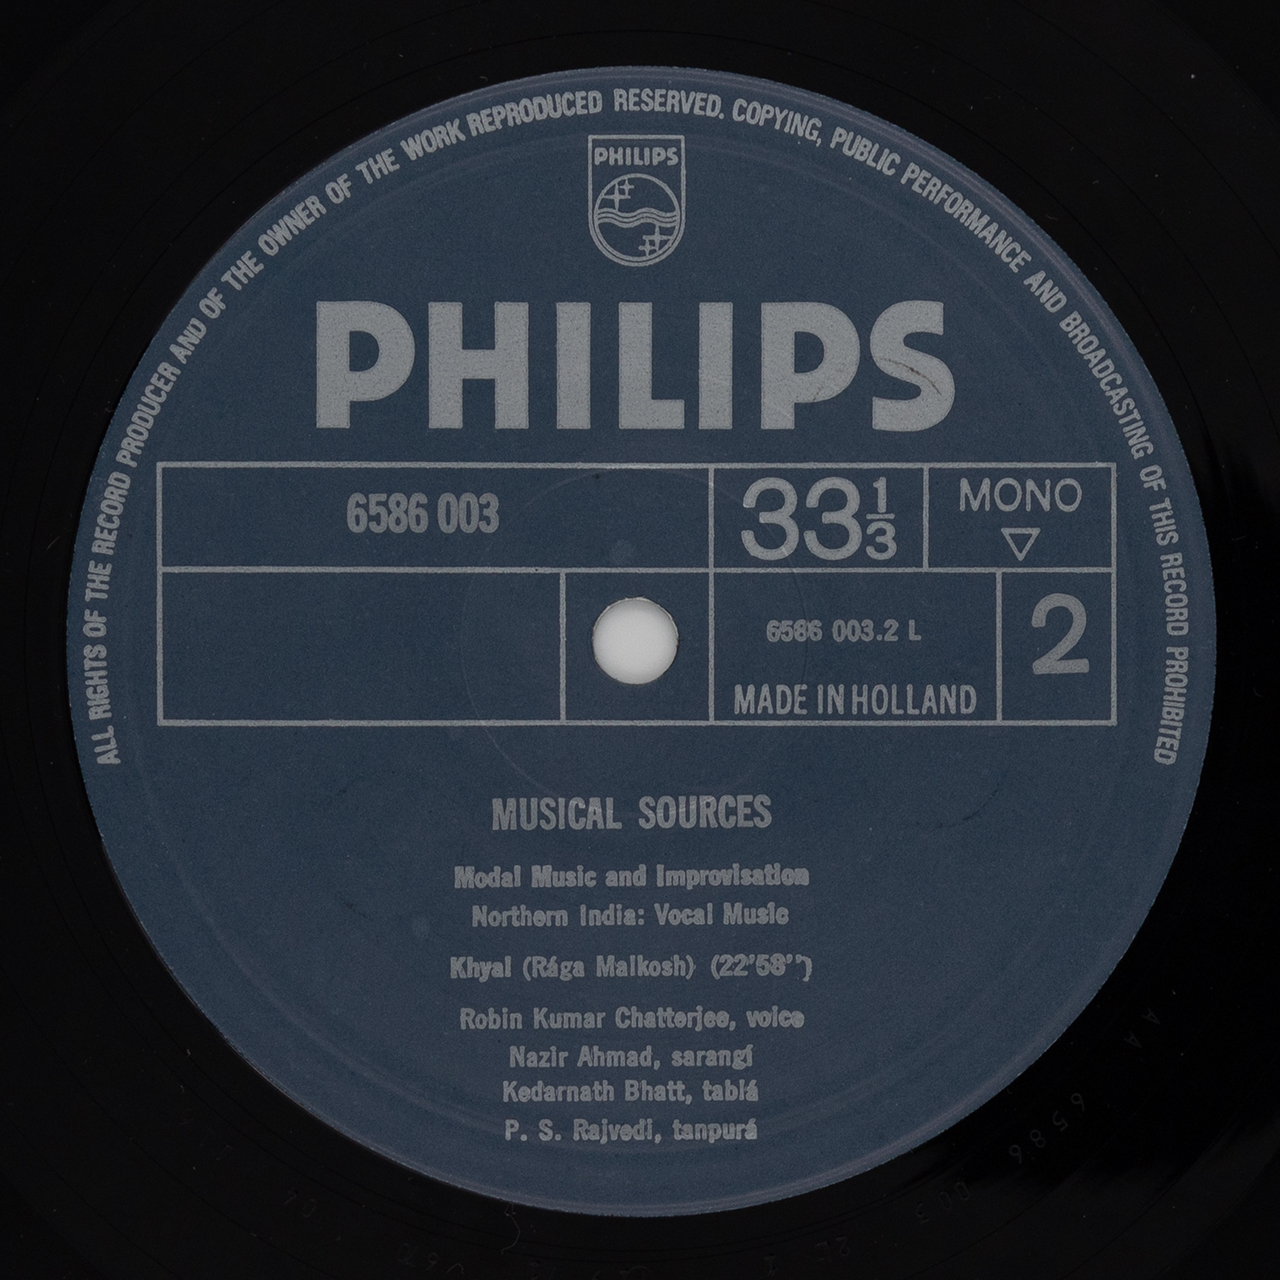 ALL RIGHTS OF THE RECORD PRODUCER AND OF THE OWNER OF THE WORK REPRODUCED RESERVED. COPYING, PUBLIC PERFORMANCE AND BROADCASTING OF THIS RECORD PROHIBITED
PHILIPS
PHILIPS
6586 003
33 1/3
MONO
6586 003.2 L
2
MADE IN HOLLAND
MUSICAL SOURCES
Modal Music and Improvisation
Northern India: Vocal Music
Khyal (Rága Malkosh) (22'58'')
Robin Kumar Chatterjee, voice
Nazir Ahmad, sarangí
Kedarnath Bhatt, tablá
P. S. Rajvedi, tanpurá